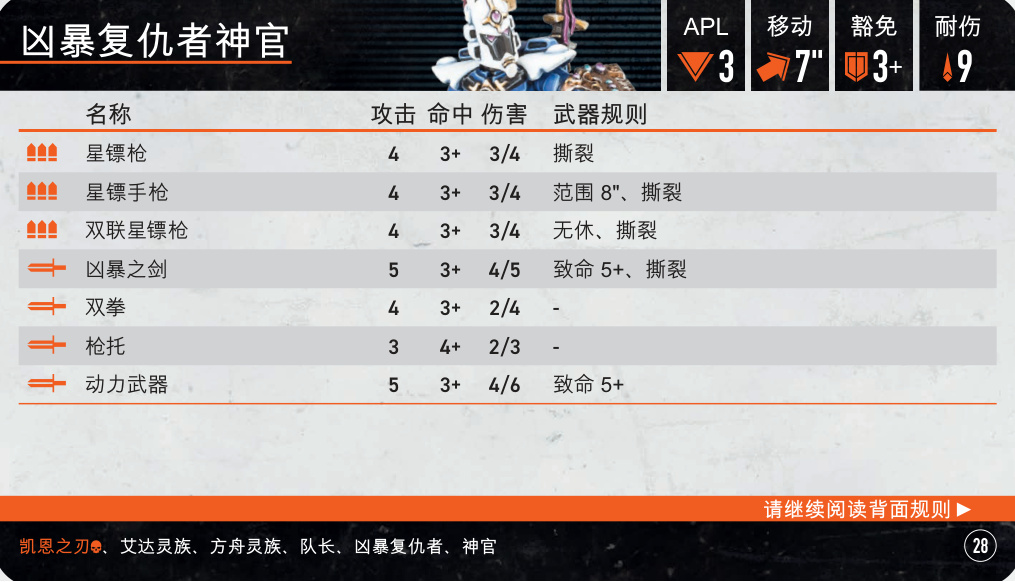 凶暴复仇者神官
APL 移动 豁免 耐伤
3 7" 3+ 9
名称 攻击 命中 伤害 武器规则
星镖枪 4 3+ 3/4 撕裂
星镖手枪 4 3+ 3/4 范围 8"、撕裂
双联星镖枪 4 3+ 3/4 无休、撕裂
凶暴之剑 5 3+ 4/5 致命 5+、撕裂
双拳 4 3+ 2/4 -
枪托 3 4+ 2/3 -
动力武器 5 3+ 4/6 致命 5+
请继续阅读背面规则
凯恩之刃、艾达灵族、方舟灵族、队长、凶暴复仇者、神官
28